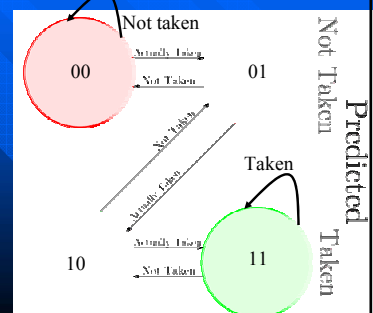 Not taken
Actually Taken
00
Not Taken
01
Not Taken
Not Taken
Actually Taken
Predicted
Taken
Actually Taken
10
Not Taken
11
Taken